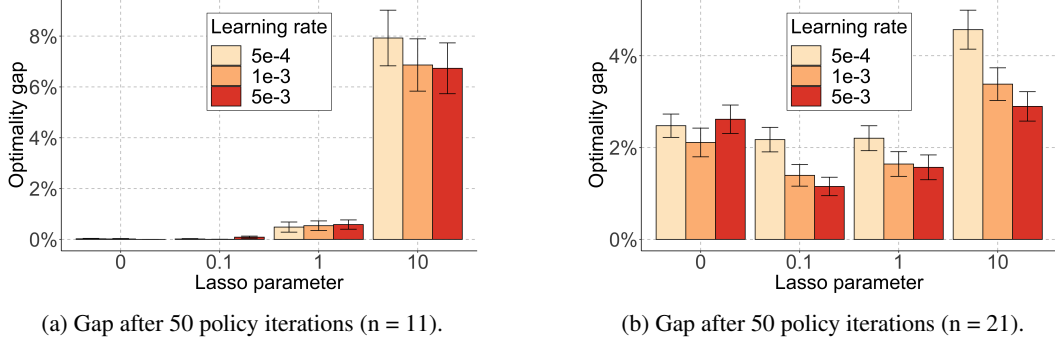 Learning rate
5e-4
1e-3
5e-3
8%
6%
4%
2%
0%
Optimality gap
0 0.1 1 10
Lasso parameter
(a) Gap after 50 policy iterations (n = 11).
Learning rate
5e-4
1e-3
5e-3
4%
2%
0%
Optimality gap
0 0.1 1 10
Lasso parameter
(b) Gap after 50 policy iterations (n = 21).